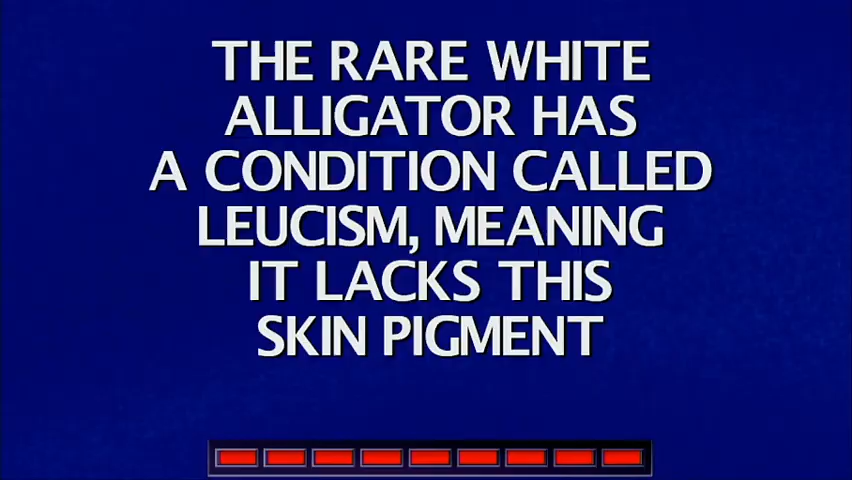 THE RARE WHITE
ALLIGATOR HAS
A CONDITION CALLED
LEUCISM, MEANING
IT LACKS THIS
SKIN PIGMENT